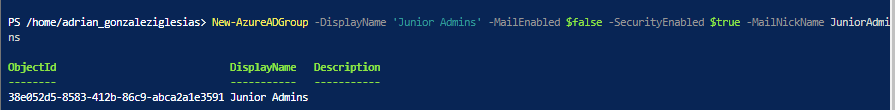 PS /home/adrian_gonzaleziglesias> New-AzureADGroup -DisplayName 'Junior Admins' -MailEnabled $false -SecurityEnabled $true -MailNickName JuniorAdmi
ns
ObjectId DisplayName Description
-------- ----------- -----------
38e052d5-8583-412b-86c9-abca2a1e3591 Junior Admins